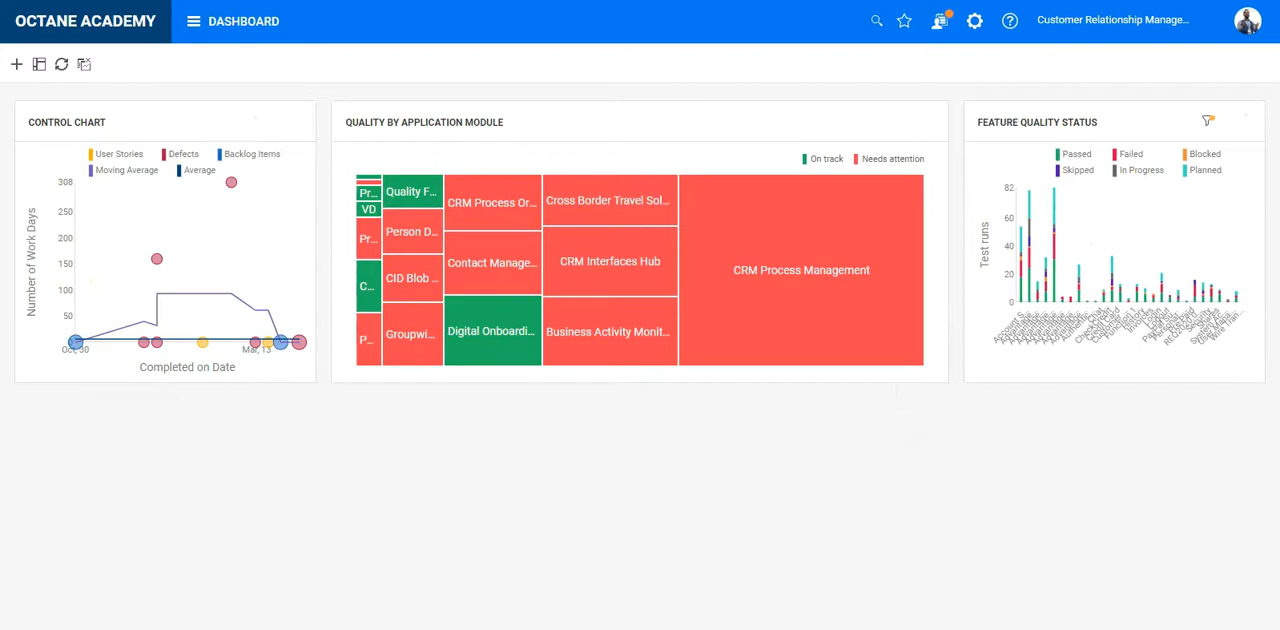 OCTANE ACADEMY
DASHBOARD
Customer Relationship Manage...
CONTROL CHART
User Stories
Defects
Backlog Items
Moving Average
Average
308
250
200
150
100
50
Number of Work Days
Oct, 30
Mar, 13
Completed on Date
QUALITY BY APPLICATION MODULE
On track
Needs attention
Pr...
VD
Pr...
C...
P...
Quality F...
Person D...
CID Blob ...
Groupwi...
CRM Process Or...
Contact Manage...
Digital Onboardi...
Cross Border Travel Sol...
CRM Interfaces Hub
Business Activity Monit...
CRM Process Management
FEATURE QUALITY STATUS
Passed
Failed
Blocked
Skipped
In Progress
Planned
82
60
40
20
0
Test runs